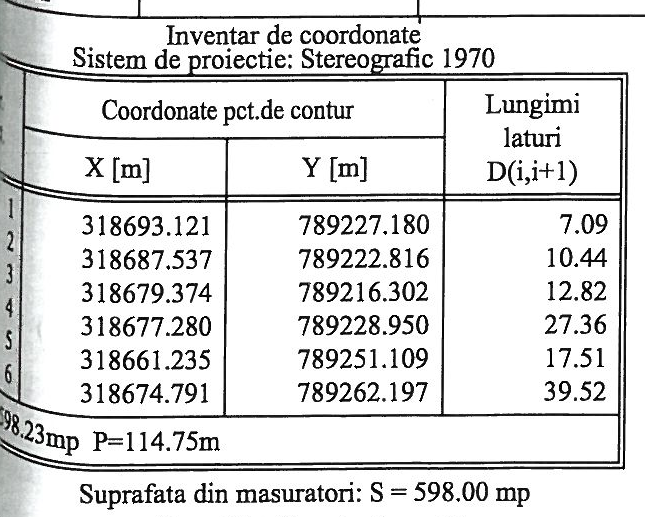 Inventar de coordonate
Sistem de proiectie: Stereografic 1970
Coordonate pct.de contur Lungimi laturi D(i,i+1)
X [m] Y [m]
1 318693.121 789227.180 7.09
2 318687.537 789222.816 10.44
3 318679.374 789216.302 12.82
4 318677.280 789228.950 27.36
5 318661.235 789251.109 17.51
6 318674.791 789262.197 39.52
598.23mp P=114.75m
Suprafata din masuratori: S = 598.00 mp